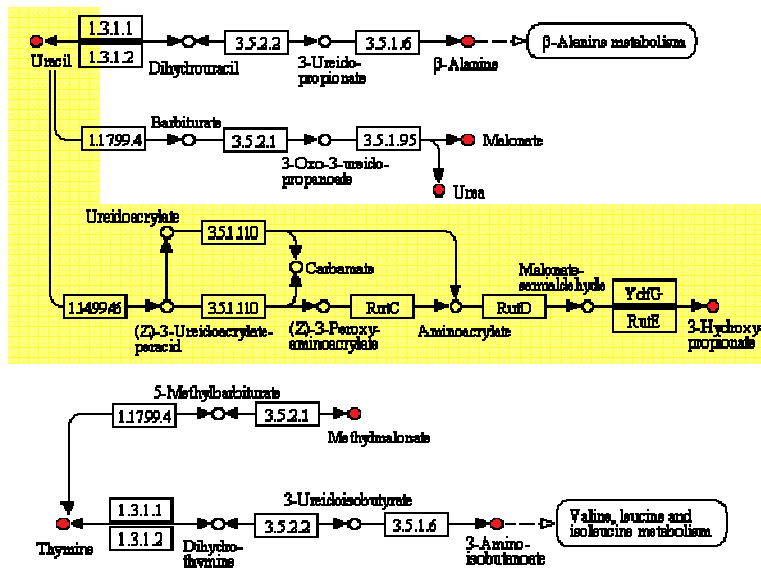 1.3.1.1
1.3.1.2
3.5.2.2
3.5.1.6
β-Alanine metabolism
Uracil
Dihydrouracil
3-Ureido-
propionate
β-Alanine
Barbiturate
1.1799.4
3.5.2.1
3.5.1.95
Malonate
3-Oxo-3-ureido-
propanoate
Urea
Ureidoacrylate
3.5.1.110
Carbamate
Malonate-
semialdehyde
1.14.99.46
3.5.1.110
RutC
RutD
YdfG
RutE
(Z)-3-Ureidoacrylate-
peracid
(Z)-3-Peroxy-
aminoacrylate
Aminoacrylate
3-Hydroxy-
propionate
5-Methylbarbiturate
1.1799.4
3.5.2.1
Methylmalonate
3-Ureidoisobutyrate
1.3.1.1
1.3.1.2
3.5.2.2
3.5.1.6
Valine, leucine and
isoleucine metabolism
Thymine
Dihydro-
thymine
3-Amino-
isobutanoate